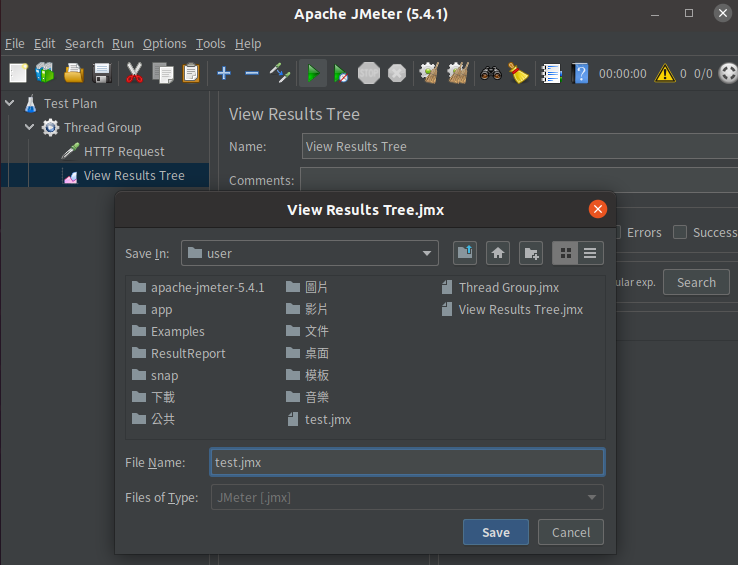 Apache JMeter (5.4.1)
File Edit Search Run Options Tools Help
STOP 00:00:00 0 0/0
Test Plan
Thread Group
HTTP Request
View Results Tree
View Results Tree
Name: View Results Tree
Comments:
Errors Success
ular exp. Search
View Results Tree.jmx
Save In: user
apache-jmeter-5.4.1 圖片 Thread Group.jmx
app 影片 View Results Tree.jmx
Examples 文件
ResultReport 桌面
snap 模板
下載 音樂
公共 test.jmx
File Name: test.jmx
Files of Type: JMeter [.jmx]
Save Cancel